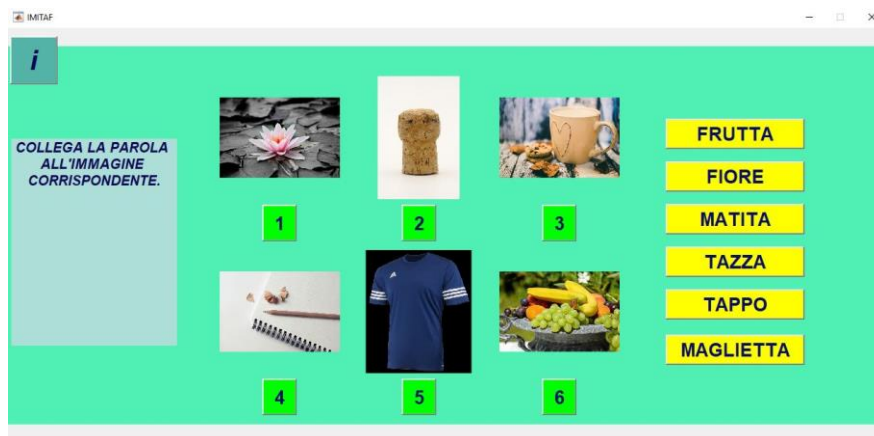 IMITAF
i
COLLEGA LA PAROLA
ALL'IMMAGINE
CORRISPONDENTE.
1
2
3
4
5
6
FRUTTA
FIORE
MATITA
TAZZA
TAPPO
MAGLIETTA